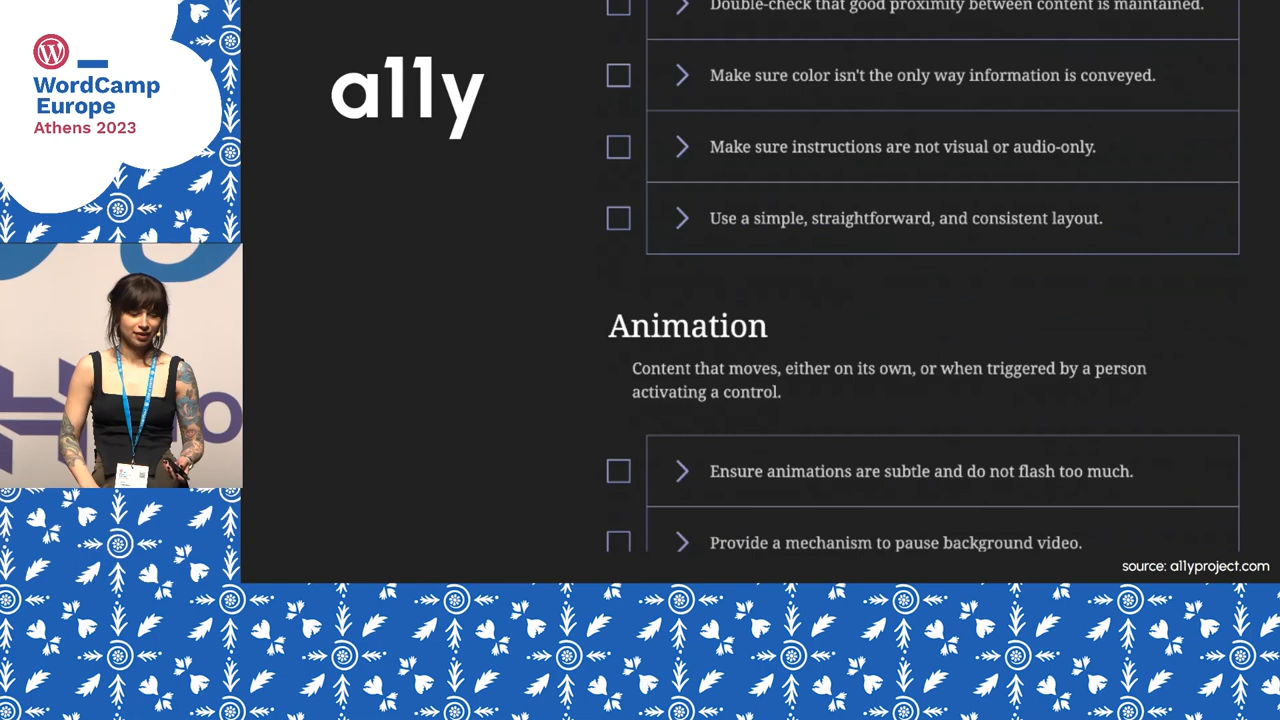 WordCamp
Europe
Athens 2023
a11y
Double-check that good proximity between content is maintained.
Make sure color isn't the only way information is conveyed.
Make sure instructions are not visual or audio-only.
Use a simple, straightforward, and consistent layout.
Animation
Content that moves, either on its own, or when triggered by a person
activating a control.
Ensure animations are subtle and do not flash too much.
Provide a mechanism to pause background video.
source: a11yproject.com